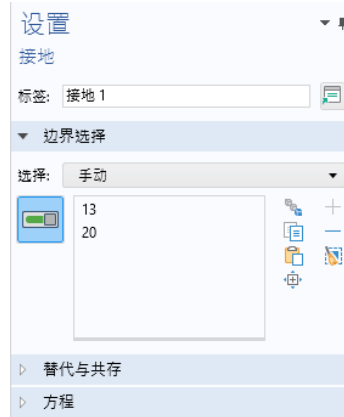 设置
接地
标签: 接地 1
边界选择
选择: 手动
13
20
替代与共存
方程